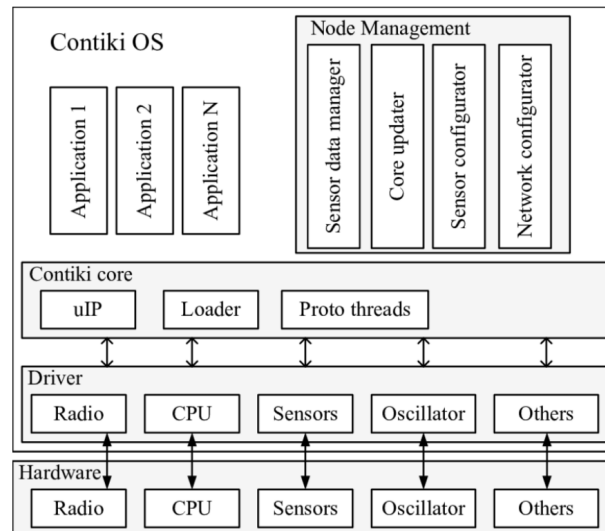 Contiki OS
Node Management
Application 1
Application 2
Application N
Sensor data manager
Core updater
Sensor configurator
Network configurator
Contiki core
uIP
Loader
Proto threads
Driver
Radio
CPU
Sensors
Oscillator
Others
Hardware
Radio
CPU
Sensors
Oscillator
Others